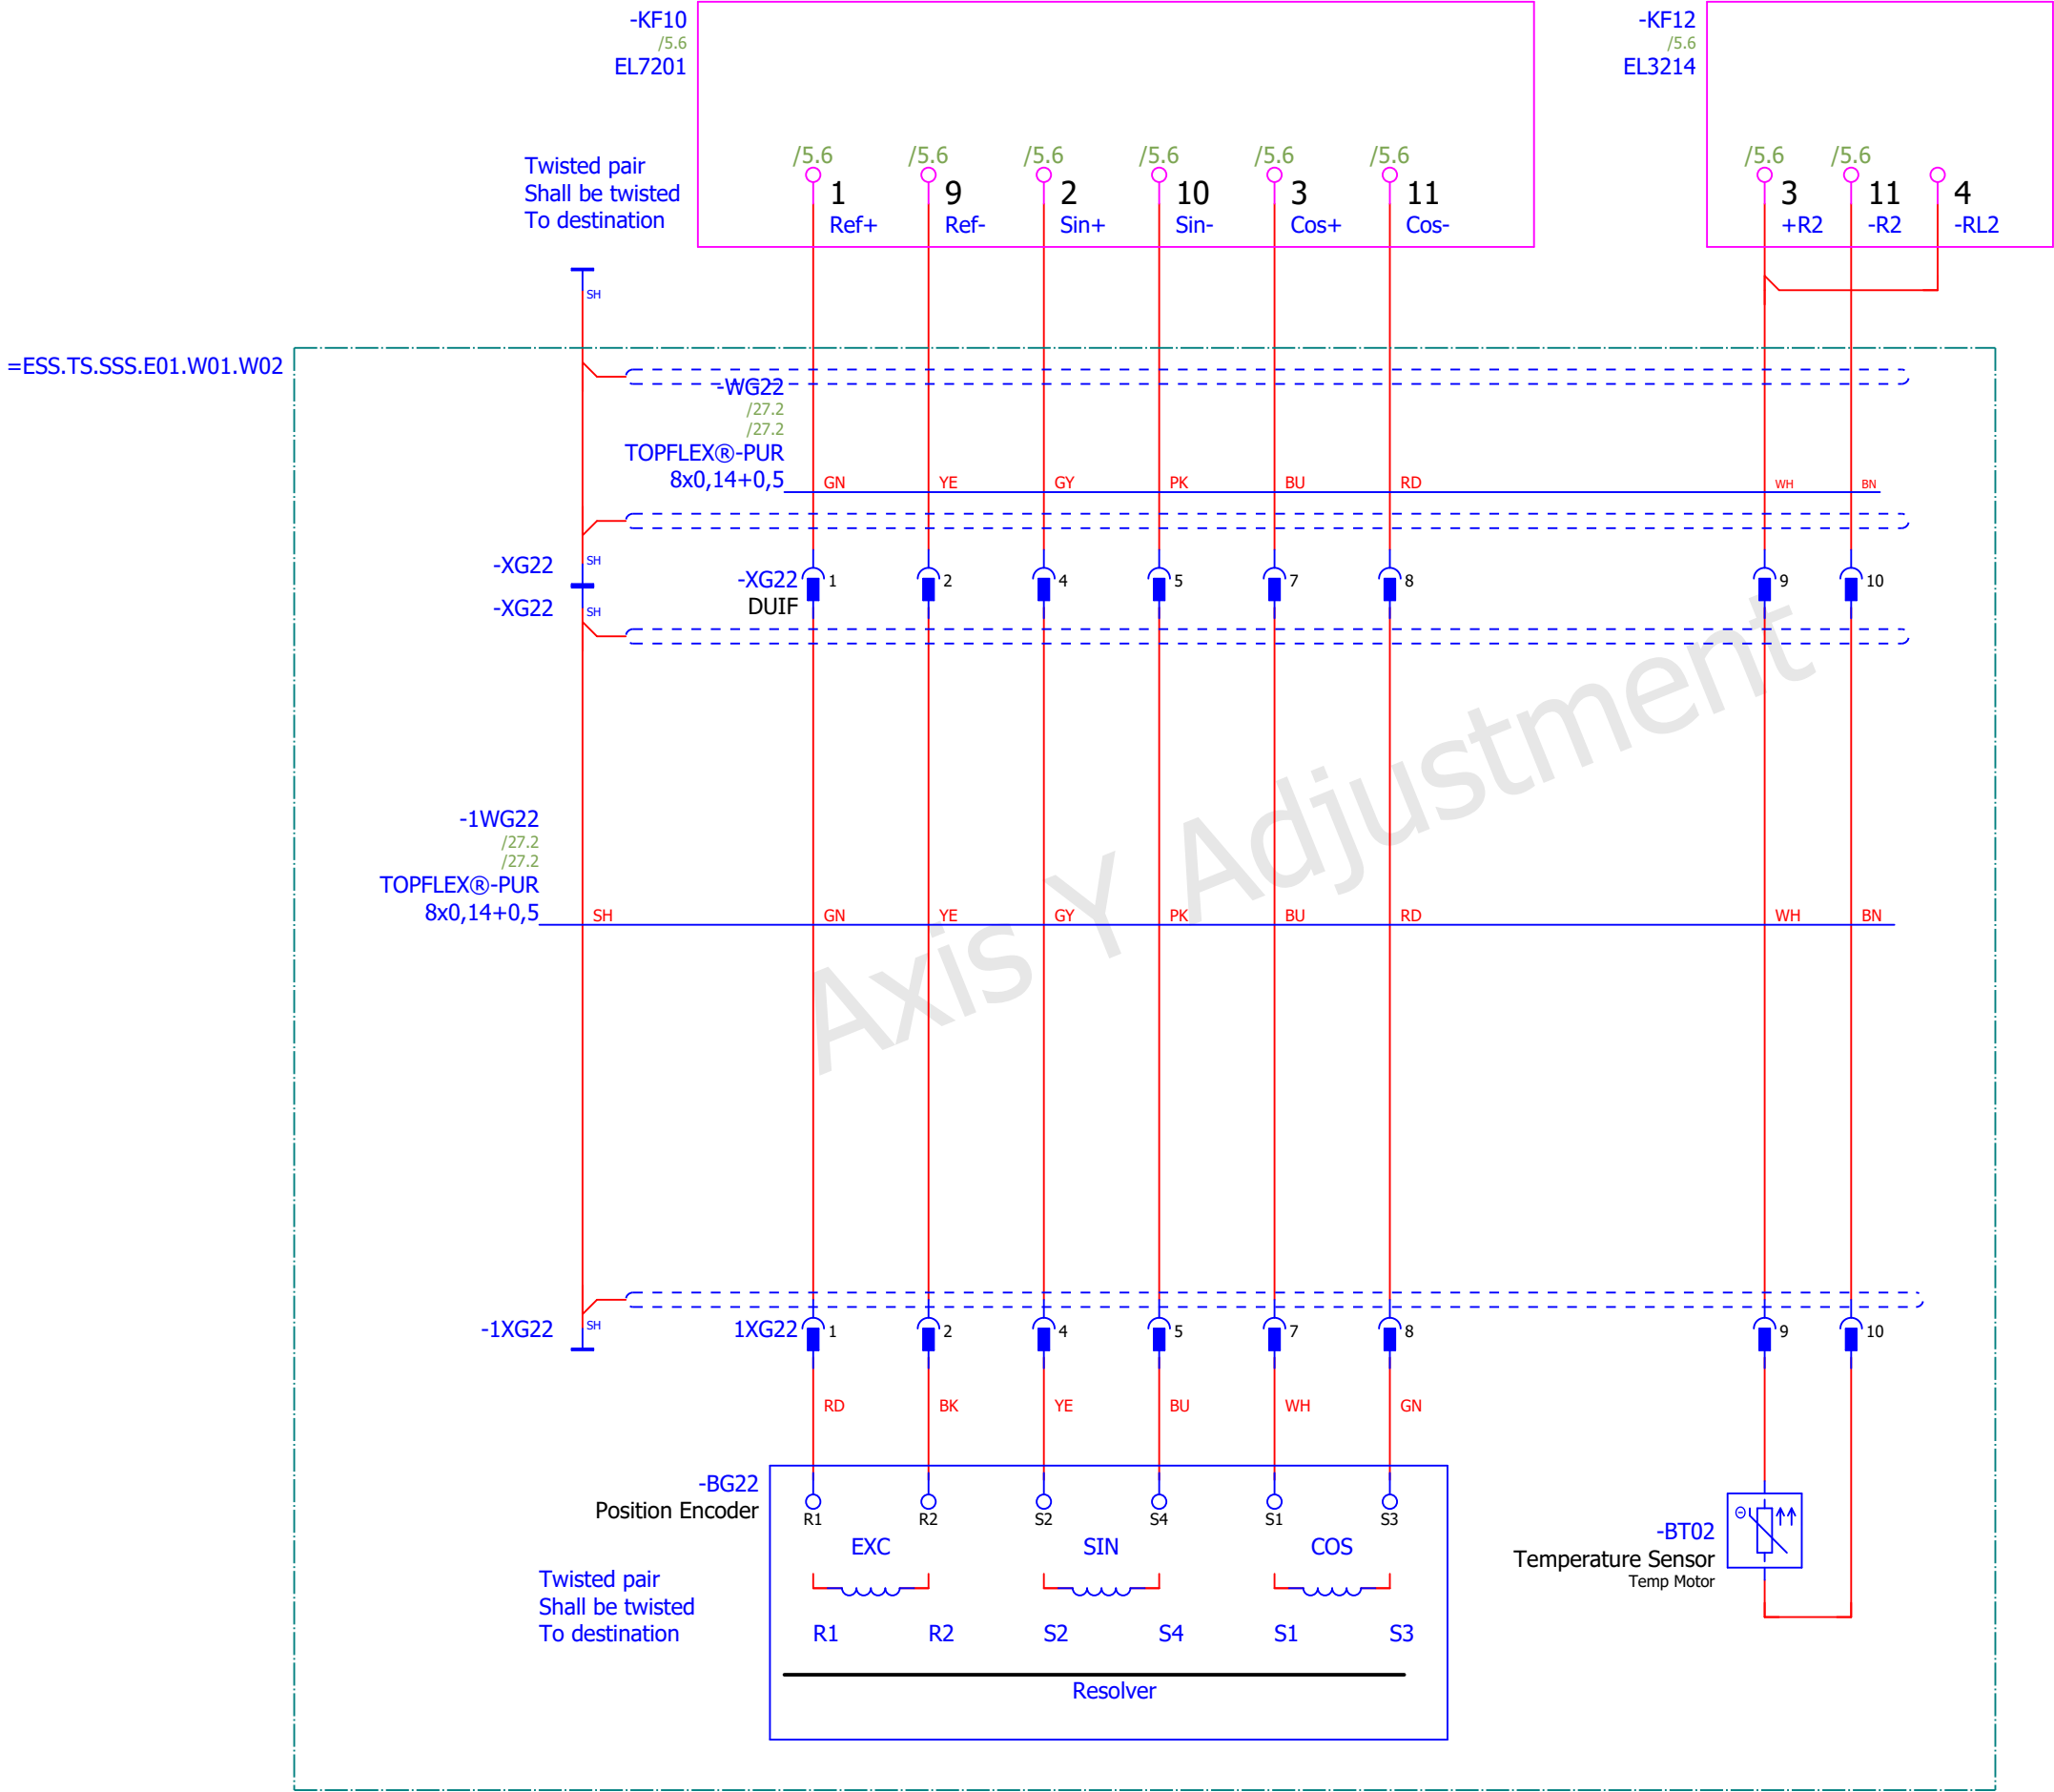 -KF10
/5.6
EL7201
-KF12
/5.6
EL3214
Twisted pair
Shall be twisted
To destination
/5.6 /5.6 /5.6 /5.6 /5.6 /5.6 /5.6 /5.6
1 9 2 10 3 11 3 11 4
Ref+ Ref- Sin+ Sin- Cos+ Cos- +R2 -R2 -RL2
SH
=ESS.TS.SSS.E01.W01.W02
-WG22
/27.2
/27.2
TOPFLEX®-PUR
8x0,14+0,5
GN YE GY PK BU RD WH BN
-XG22 SH
-XG22 SH
-XG22 1 2 4 5 7 8 9 10
DUIF
Axis Y Adjustment
-1WG22
/27.2
/27.2
TOPFLEX®-PUR
8x0,14+0,5
SH GN YE GY PK BU RD WH BN
-1XG22 SH
1XG22 1 2 4 5 7 8 9 10
RD BK YE BU WH GN
-BG22
Position Encoder
R1 R2 S2 S4 S1 S3
EXC SIN COS
-BT02
Temperature Sensor
Temp Motor
Twisted pair
Shall be twisted
To destination
R1 R2 S2 S4 S1 S3
Resolver